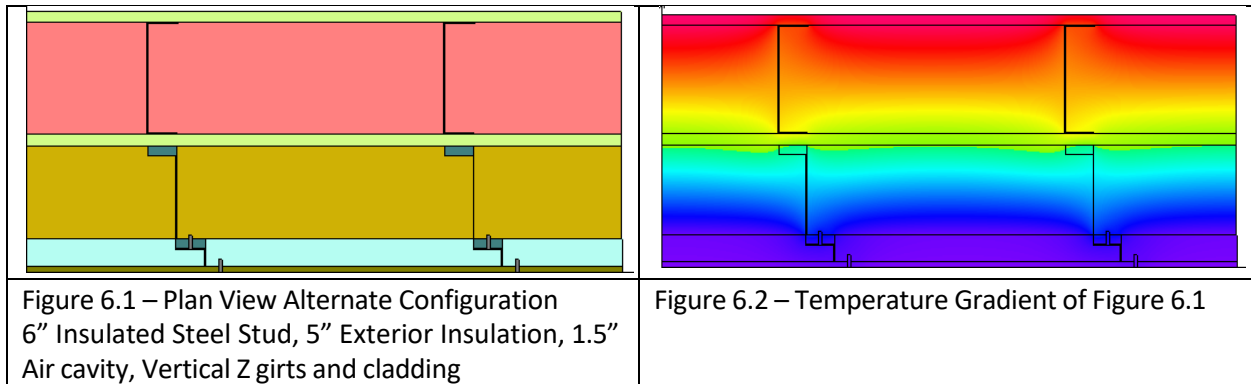 Figure 6.1 – Plan View Alternate Configuration
6” Insulated Steel Stud, 5” Exterior Insulation, 1.5”
Air cavity, Vertical Z girts and cladding
Figure 6.2 – Temperature Gradient of Figure 6.1